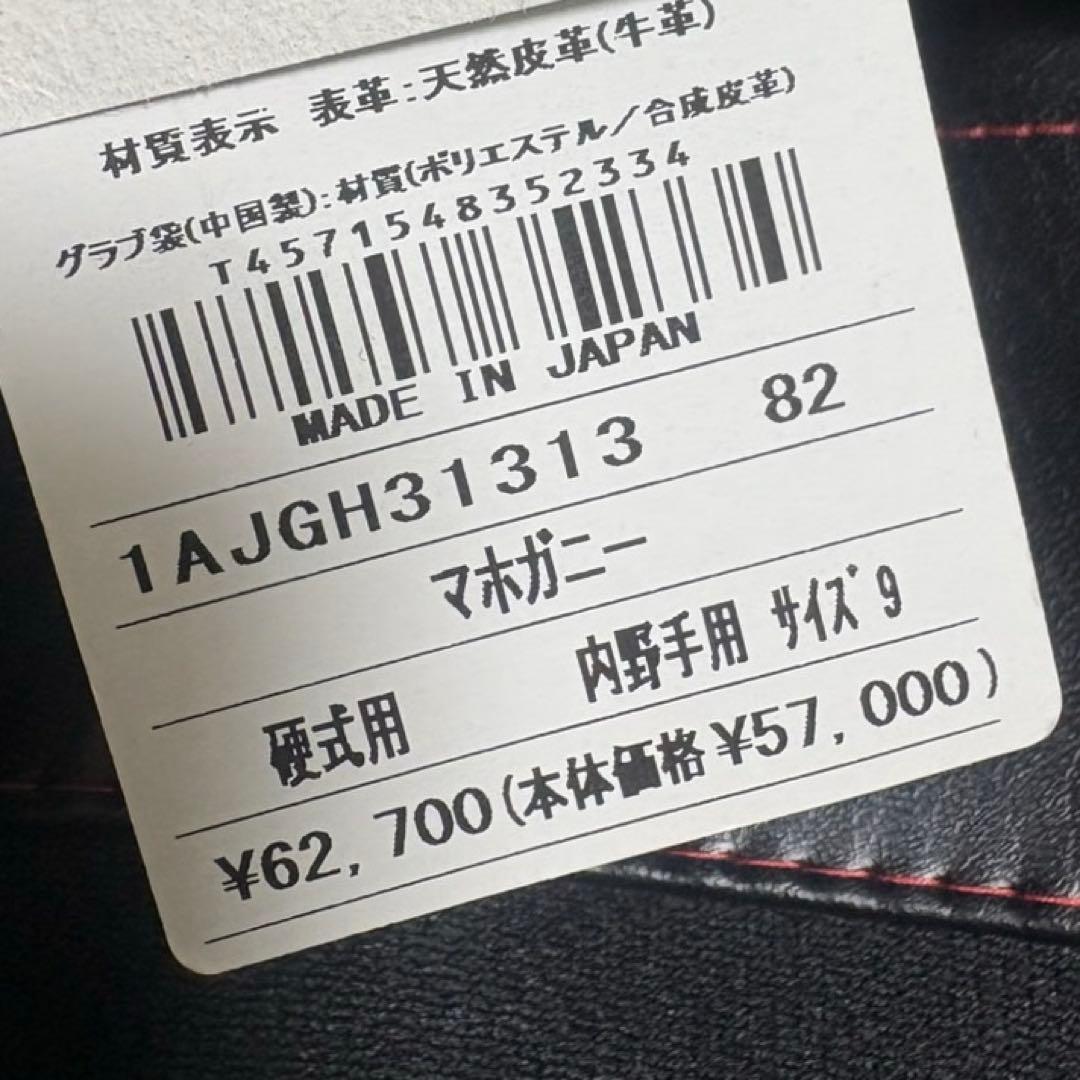 材質表示 表革:天然皮革(牛革)
グラブ袋(中国製):材質(ポリエステル/合成皮革)
T4571548352334
MADE IN JAPAN
1AJGH31313 82
マホガニー
硬式用 内野手用 サイズ9
¥62,700(本体価格¥57,000)